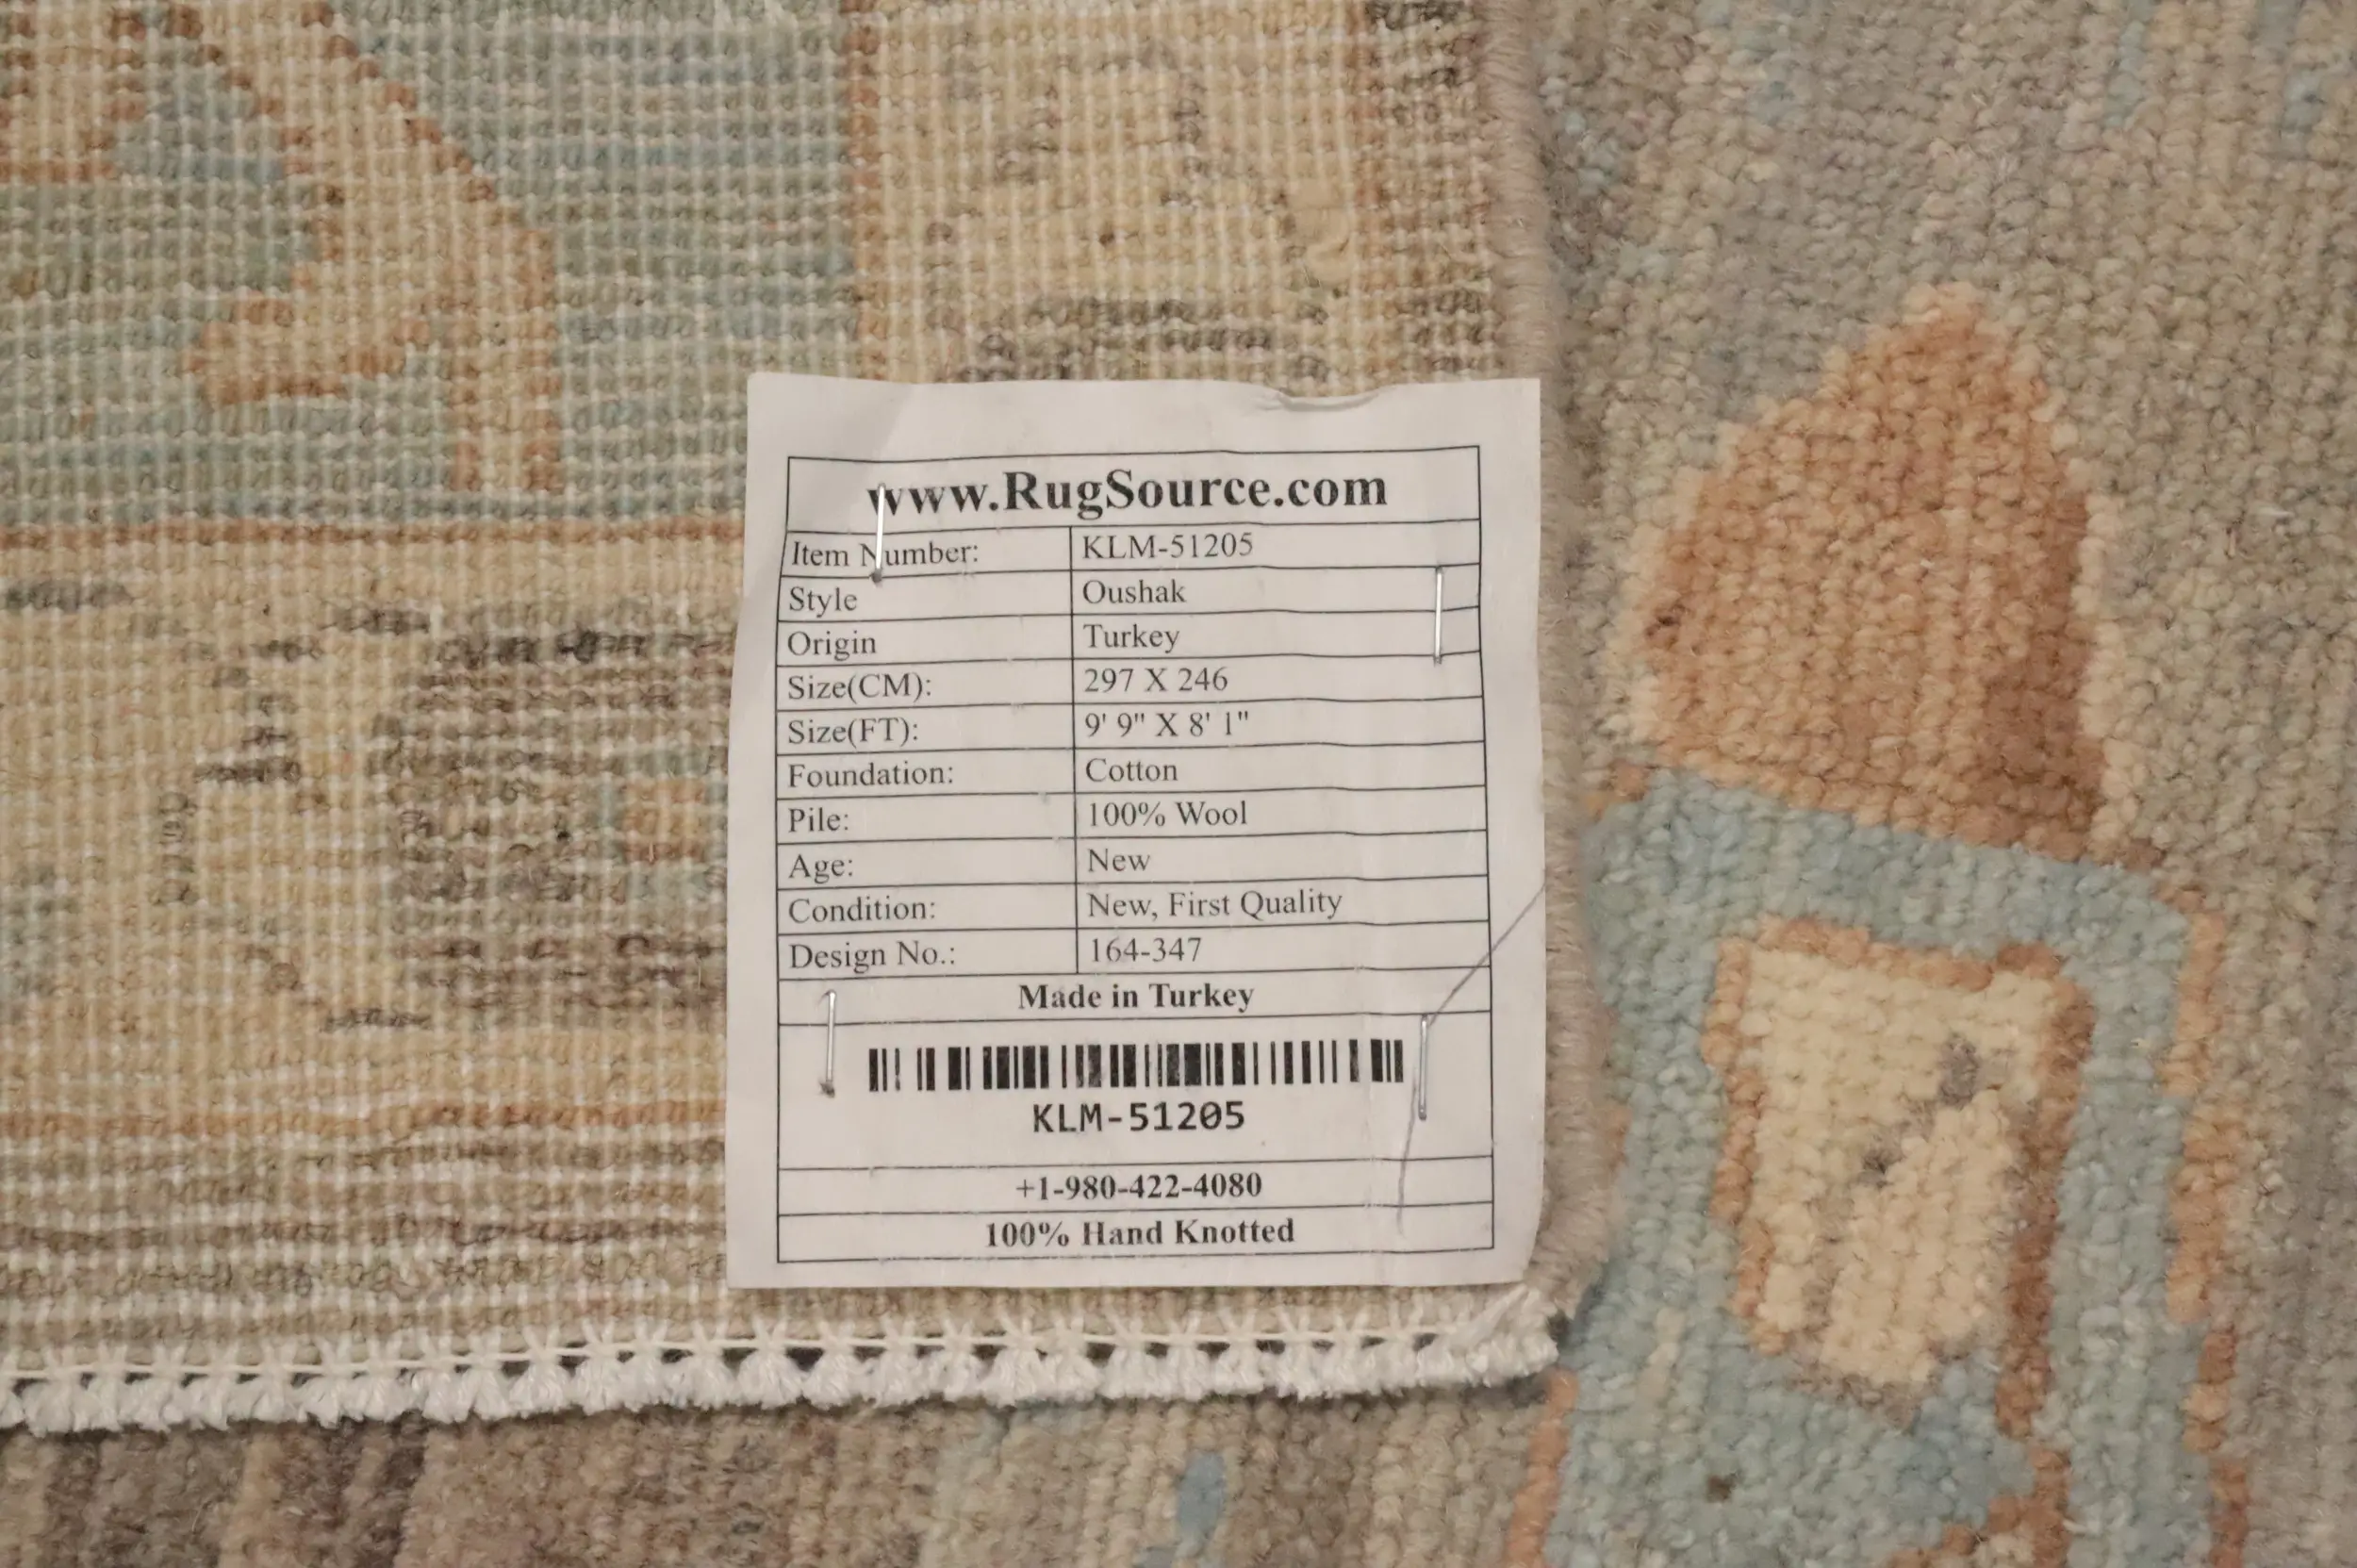 www.RugSource.com
Item Number: KLM-51205
Style Oushak
Origin Turkey
Size(CM): 297 X 246
Size(FT): 9' 9" X 8' 1"
Foundation: Cotton
Pile: 100% Wool
Age: New
Condition: New, First Quality
Design No.: 164-347
Made in Turkey
KLM-51205
+1-980-422-4080
100% Hand Knotted